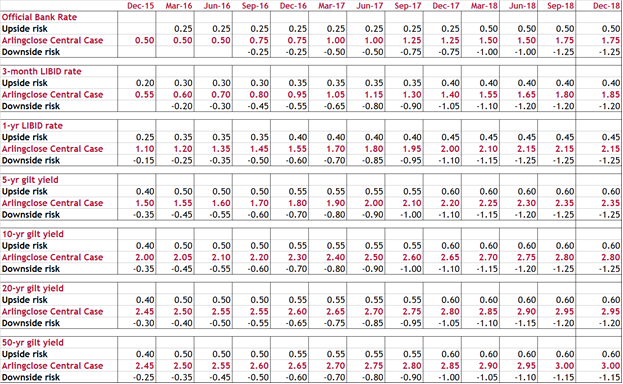 Dec-15 Mar-16 Jun-16 Sep-16 Dec-16 Mar-17 Jun-17 Sep-17 Dec-17 Mar-18 Jun-18 Sep-18 Dec-18
Official Bank Rate
Upside risk 0.25 0.25 0.25 0.25 0.25 0.25 0.25 0.25 0.50 0.50 0.50 0.50
Arlingclose Central Case 0.50 0.50 0.50 0.75 0.75 1.00 1.00 1.25 1.25 1.50 1.50 1.75 1.75
Downside risk -0.25 -0.25 -0.50 -0.50 -0.75 -0.75 -1.00 -1.00 -1.25 -1.25
3-month LIBID rate
Upside risk 0.20 0.30 0.30 0.30 0.35 0.35 0.35 0.35 0.40 0.40 0.40 0.40 0.40
Arlingclose Central Case 0.55 0.60 0.70 0.80 0.95 1.05 1.15 1.30 1.40 1.55 1.65 1.80 1.85
Downside risk -0.20 -0.30 -0.45 -0.55 -0.65 -0.80 -0.90 -1.05 -1.10 -1.20 -1.20 -1.20
1-yr LIBID rate
Upside risk 0.25 0.35 0.35 0.35 0.40 0.40 0.40 0.40 0.45 0.45 0.45 0.45 0.45
Arlingclose Central Case 1.10 1.20 1.35 1.45 1.55 1.70 1.80 1.95 2.00 2.10 2.15 2.15 2.15
Downside risk -0.15 -0.25 -0.35 -0.50 -0.60 -0.70 -0.85 -0.95 -1.10 -1.15 -1.25 -1.25 -1.25
5-yr gilt yield
Upside risk 0.40 0.50 0.50 0.50 0.55 0.55 0.55 0.55 0.60 0.60 0.60 0.60 0.60
Arlingclose Central Case 1.50 1.55 1.60 1.70 1.80 1.90 2.00 2.10 2.20 2.25 2.30 2.35 2.35
Downside risk -0.35 -0.45 -0.55 -0.60 -0.70 -0.80 -0.90 -1.00 -1.10 -1.15 -1.20 -1.25 -1.25
10-yr gilt yield
Upside risk 0.40 0.50 0.50 0.50 0.55 0.55 0.55 0.55 0.60 0.60 0.60 0.60 0.60
Arlingclose Central Case 2.00 2.05 2.10 2.20 2.30 2.40 2.50 2.60 2.65 2.70 2.75 2.80 2.80
Downside risk -0.35 -0.45 -0.55 -0.60 -0.70 -0.80 -0.90 -1.00 -1.10 -1.15 -1.20 -1.25 -1.25
20-yr gilt yield
Upside risk 0.40 0.50 0.50 0.50 0.55 0.55 0.55 0.55 0.60 0.60 0.60 0.60 0.60
Arlingclose Central Case 2.45 2.50 2.55 2.55 2.60 2.65 2.70 2.75 2.80 2.85 2.90 2.95 2.95
Downside risk -0.30 -0.40 -0.50 -0.55 -0.65 -0.75 -0.85 -0.95 -1.05 -1.10 -1.15 -1.20 -1.20
50-yr gilt yield
Upside risk 0.40 0.50 0.50 0.50 0.55 0.55 0.55 0.55 0.60 0.60 0.60 0.60 0.60
Arlingclose Central Case 2.45 2.50 2.55 2.60 2.65 2.70 2.75 2.80 2.85 2.90 2.95 3.00 3.00
Downside risk -0.25 -0.35 -0.45 -0.50 -0.60 -0.70 -0.80 -0.90 -1.00 -1.05 -1.10 -1.15 -1.15